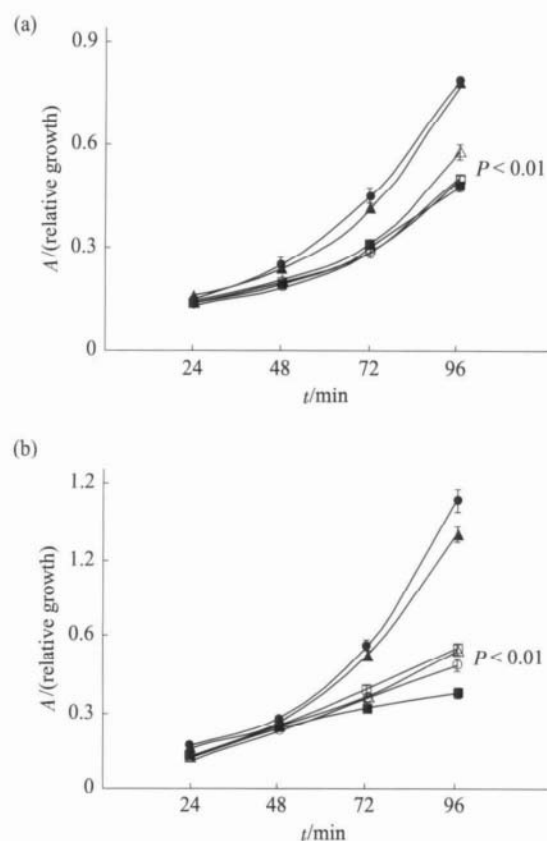 (a)
0.9
0.6
0.3
0
A/(relative growth)
P < 0.01
24 48 72 96
t/min
(b)
1.2
1.2
0.6
0.3
0
A/(relative growth)
P < 0.01
24 48 72 96
t/min